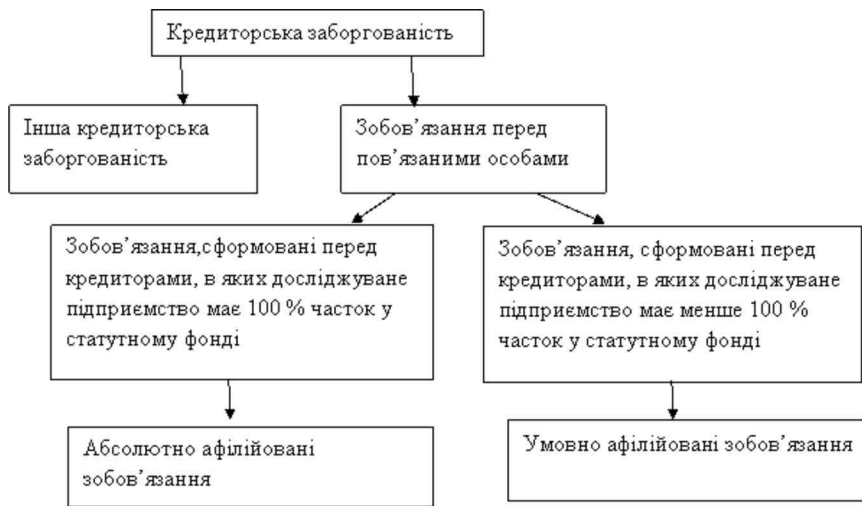 Кредиторська заборгованість
Інша кредиторська
заборгованість
Зобов’язання перед
пов’язаними особами
Зобов’язання,сформовані перед
кредиторами, в яких досліджуване
підприємство має 100 % часток у
статутному фонді
Зобов’язання, сформовані перед
кредиторами, в яких досліджуване
підприємство має менше 100 %
часток у статутному фонді
Абсолютно афілійовані
зобов’язання
Умовно афілійовані зобов’язання